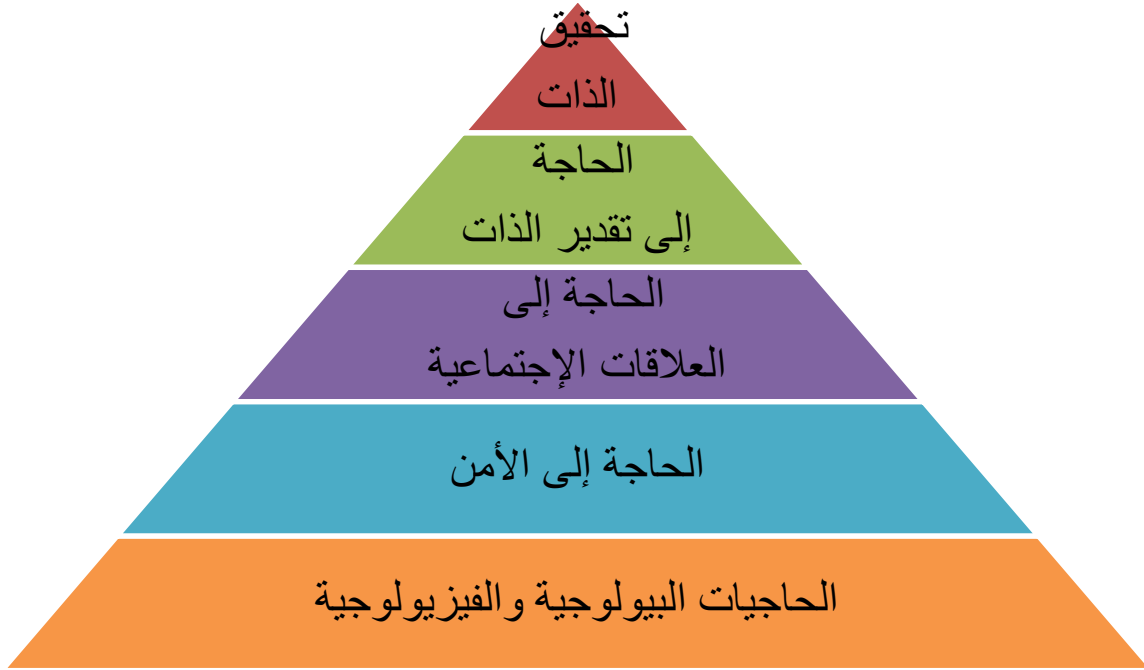 تحقيق
الذات
الحاجة
إلى تقدير الذات
الحاجة إلى
العلاقات الإجتماعية
الحاجة إلى الأمن
الحاجيات البيولوجية والفيزيولوجية